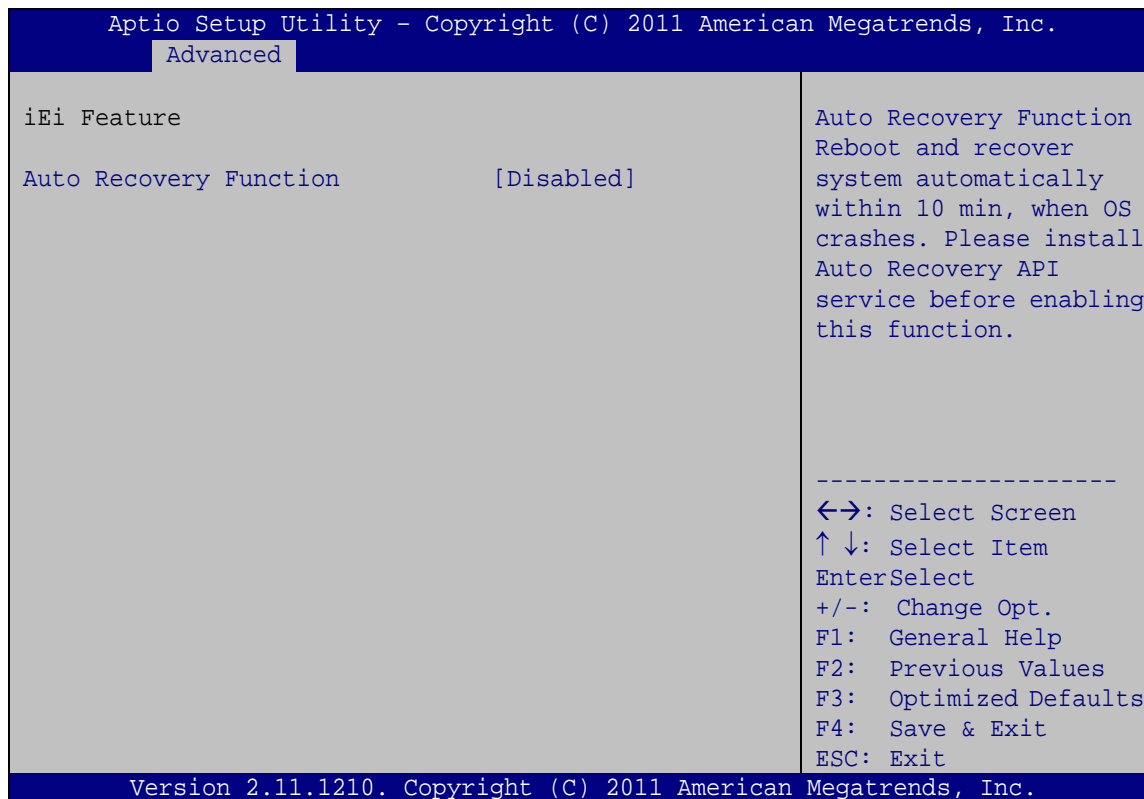 Aptio Setup Utility – Copyright (C) 2011 American Megatrends, Inc.
Advanced
iEi Feature
Auto Recovery Function [Disabled]
Auto Recovery Function
Reboot and recover
system automatically
within 10 min, when OS
crashes. Please install
Auto Recovery API
service before enabling
this function.
---------------------
←→: Select Screen
↑ ↓: Select Item
EnterSelect
+/-: Change Opt.
F1: General Help
F2: Previous Values
F3: Optimized Defaults
F4: Save & Exit
ESC: Exit
Version 2.11.1210. Copyright (C) 2011 American Megatrends, Inc.